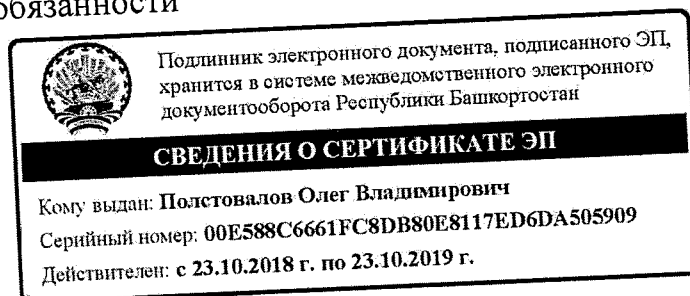 обязанности
Подлинник электронного документа, подписанного ЭП,
хранится в системе межведомственного электронного
документооборота Республики Башкортостан
СВЕДЕНИЯ О СЕРТИФИКАТЕ ЭП
Кому выдан: Полстовалов Олег Владимирович
Серийный номер: 00E588C6661FC8DB80E8117ED6DA505909
Действителен: с 23.10.2018 г. по 23.10.2019 г.